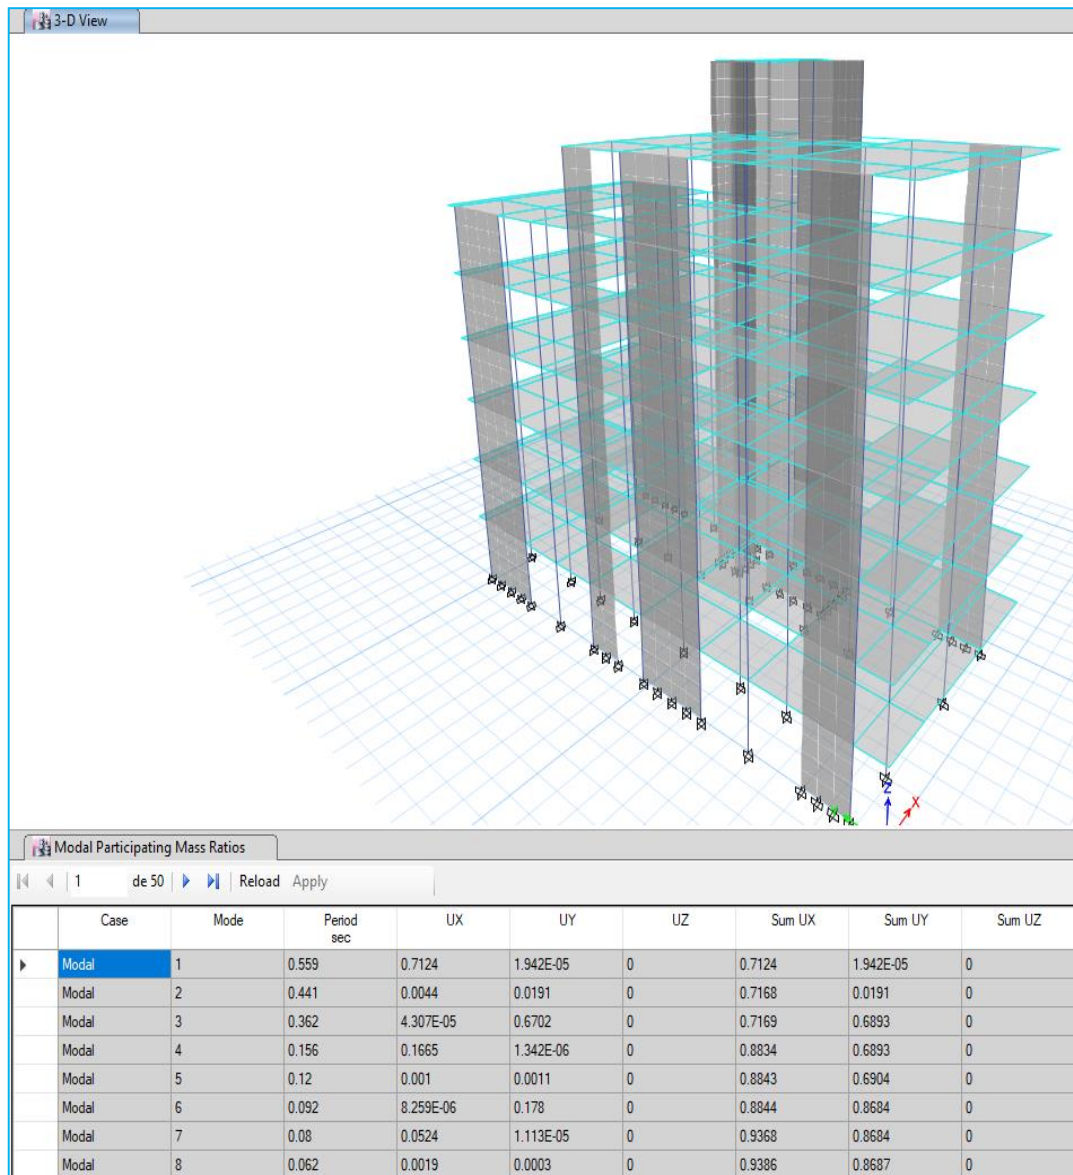 3-D View
Z
X
Modal Participating Mass Ratios
1 de 50 Reload Apply
Case Mode Period sec UX UY UZ Sum UX Sum UY Sum UZ
Modal 1 0.559 0.7124 1.942E-05 0 0.7124 1.942E-05 0
Modal 2 0.441 0.0044 0.0191 0 0.7168 0.0191 0
Modal 3 0.362 4.307E-05 0.6702 0 0.7169 0.6893 0
Modal 4 0.156 0.1665 1.342E-06 0 0.8834 0.6893 0
Modal 5 0.12 0.001 0.0011 0 0.8843 0.6904 0
Modal 6 0.092 8.259E-06 0.178 0 0.8844 0.8684 0
Modal 7 0.08 0.0524 1.113E-05 0 0.9368 0.8684 0
Modal 8 0.062 0.0019 0.0003 0 0.9386 0.8687 0